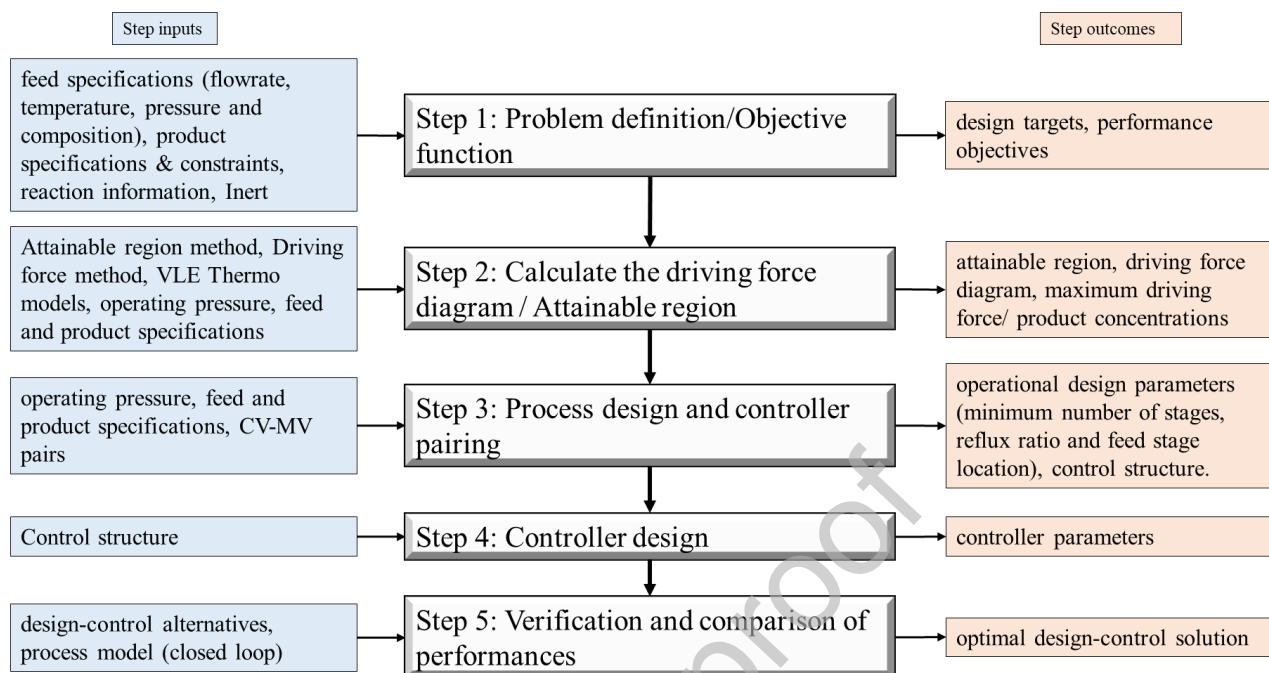 Step inputs
Step outcomes
feed specifications (flowrate,
temperature, pressure and
composition), product
specifications & constraints,
reaction information, Inert
Step 1: Problem definition/Objective
function
design targets, performance
objectives
Attainable region method, Driving
force method, VLE Thermo
models, operating pressure, feed
and product specifications
Step 2: Calculate the driving force
diagram / Attainable region
attainable region, driving force
diagram, maximum driving
force/ product concentrations
operating pressure, feed and
product specifications, CV-MV
pairs
Step 3: Process design and controller
pairing
operational design parameters
(minimum number of stages,
reflux ratio and feed stage
location), control structure.
Control structure
Step 4: Controller design
controller parameters
design-control alternatives,
process model (closed loop)
Step 5: Verification and comparison of
performances
optimal design-control solution
proof